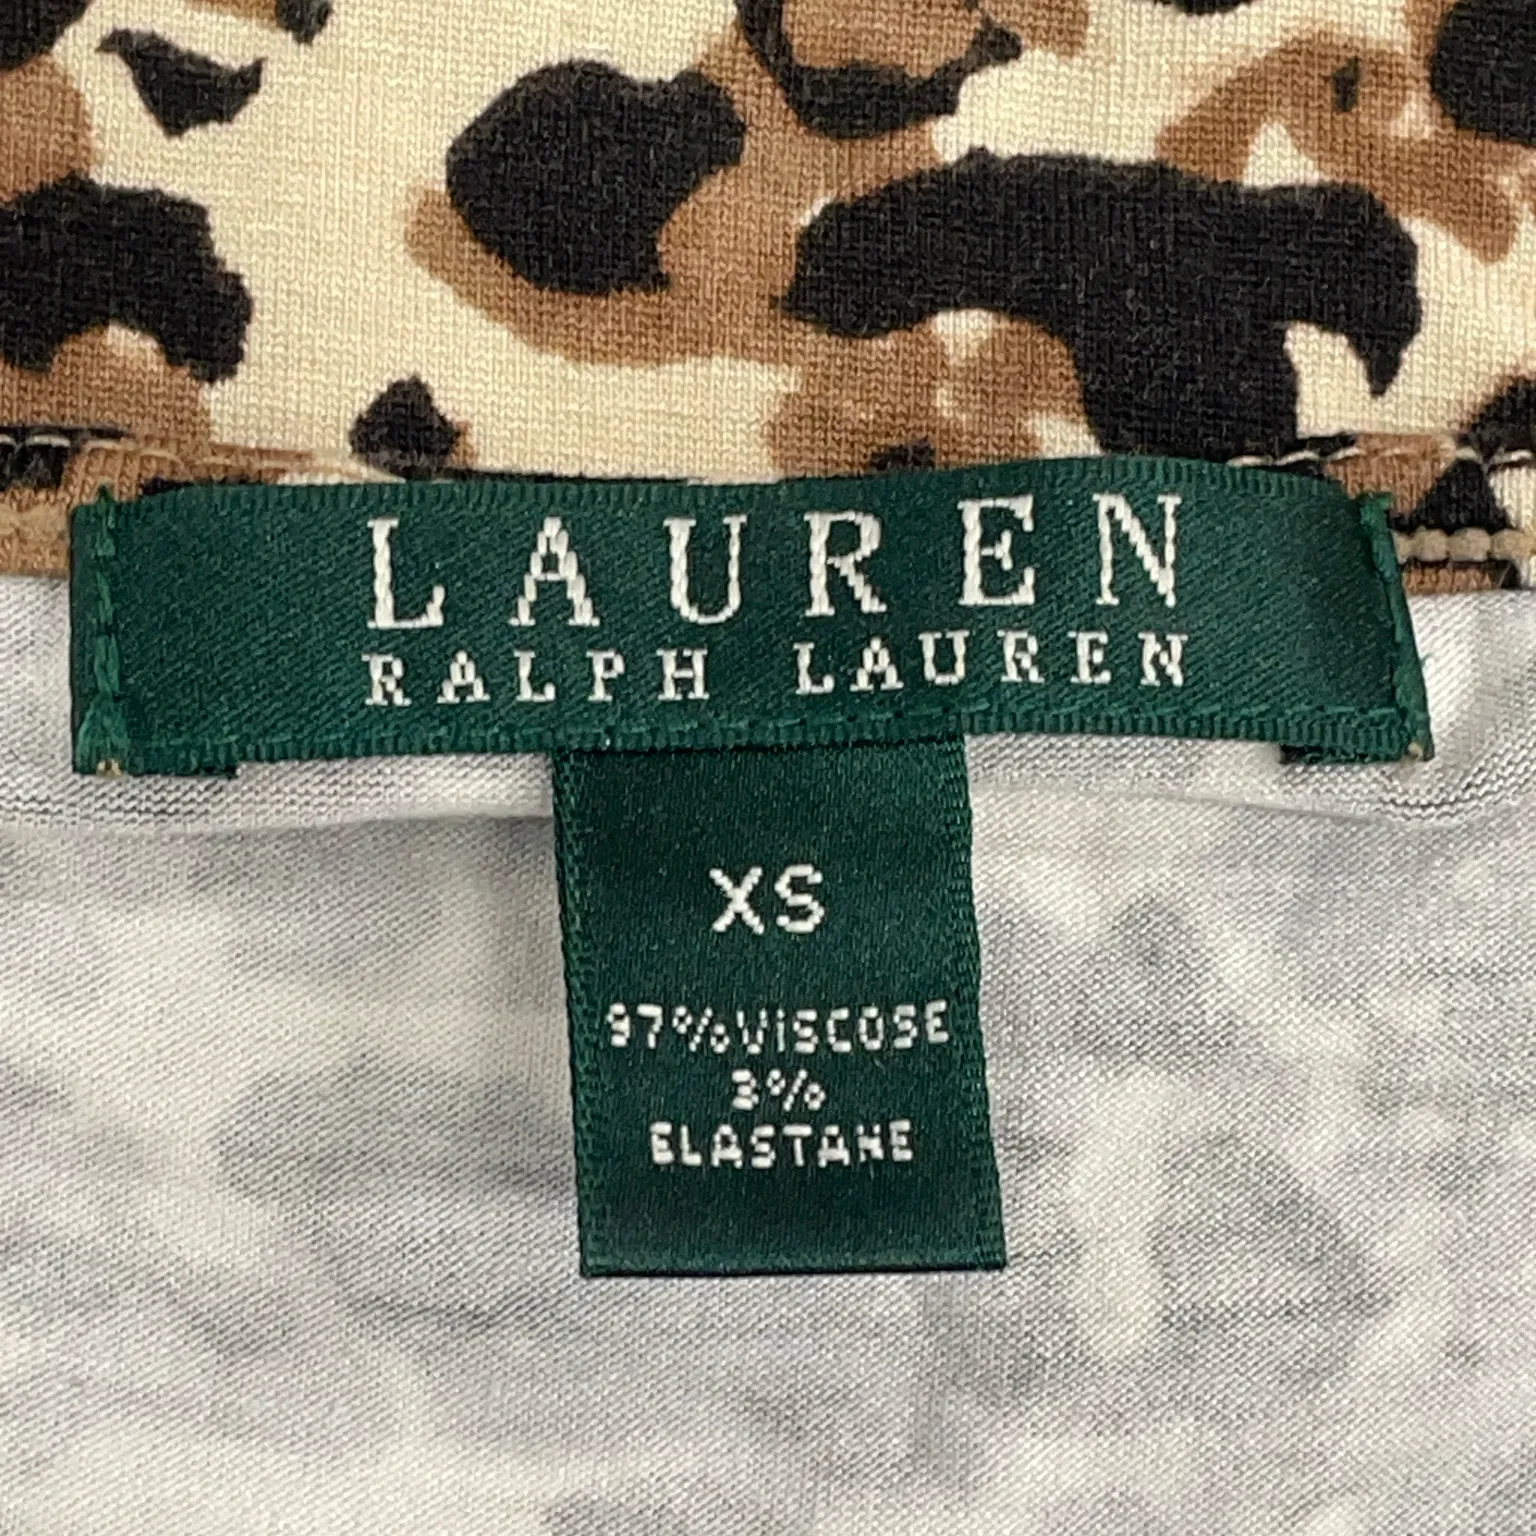 LAUREN
RALPH LAUREN
XS
97% ViSCOSE
3%
ELASTANE